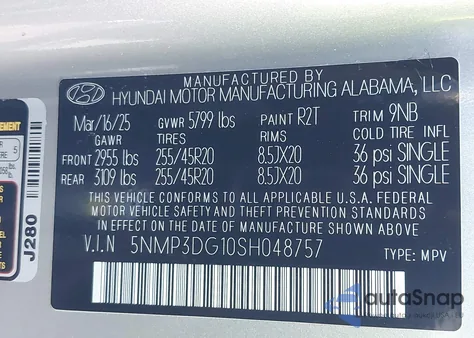 MANUFACTURED BY
HYUNDAI MOTOR MANUFACTURING ALABAMA, LLC
Mar/16/25 GVWR 5799 lbs PAINT R2T TRIM 9NB
GAWR TIRES COLD TIRE INFL
FRONT 2955 lbs 255/45R20 8.5JX20 36 psi SINGLE
REAR 3109 lbs 255/45R20 8.5JX20 36 psi SINGLE
THIS VEHICLE CONFORMS TO ALL APPLICABLE U.S.A. FEDERAL
MOTOR VEHICLE SAFETY AND THEFT PREVENTION STANDARDS
IN EFFECT ON THE DATE OF MANUFACTURE SHOWN ABOVE.
V.I.N 5NMP3DG10SH048757 TYPE: MPV
J280
autoSnap